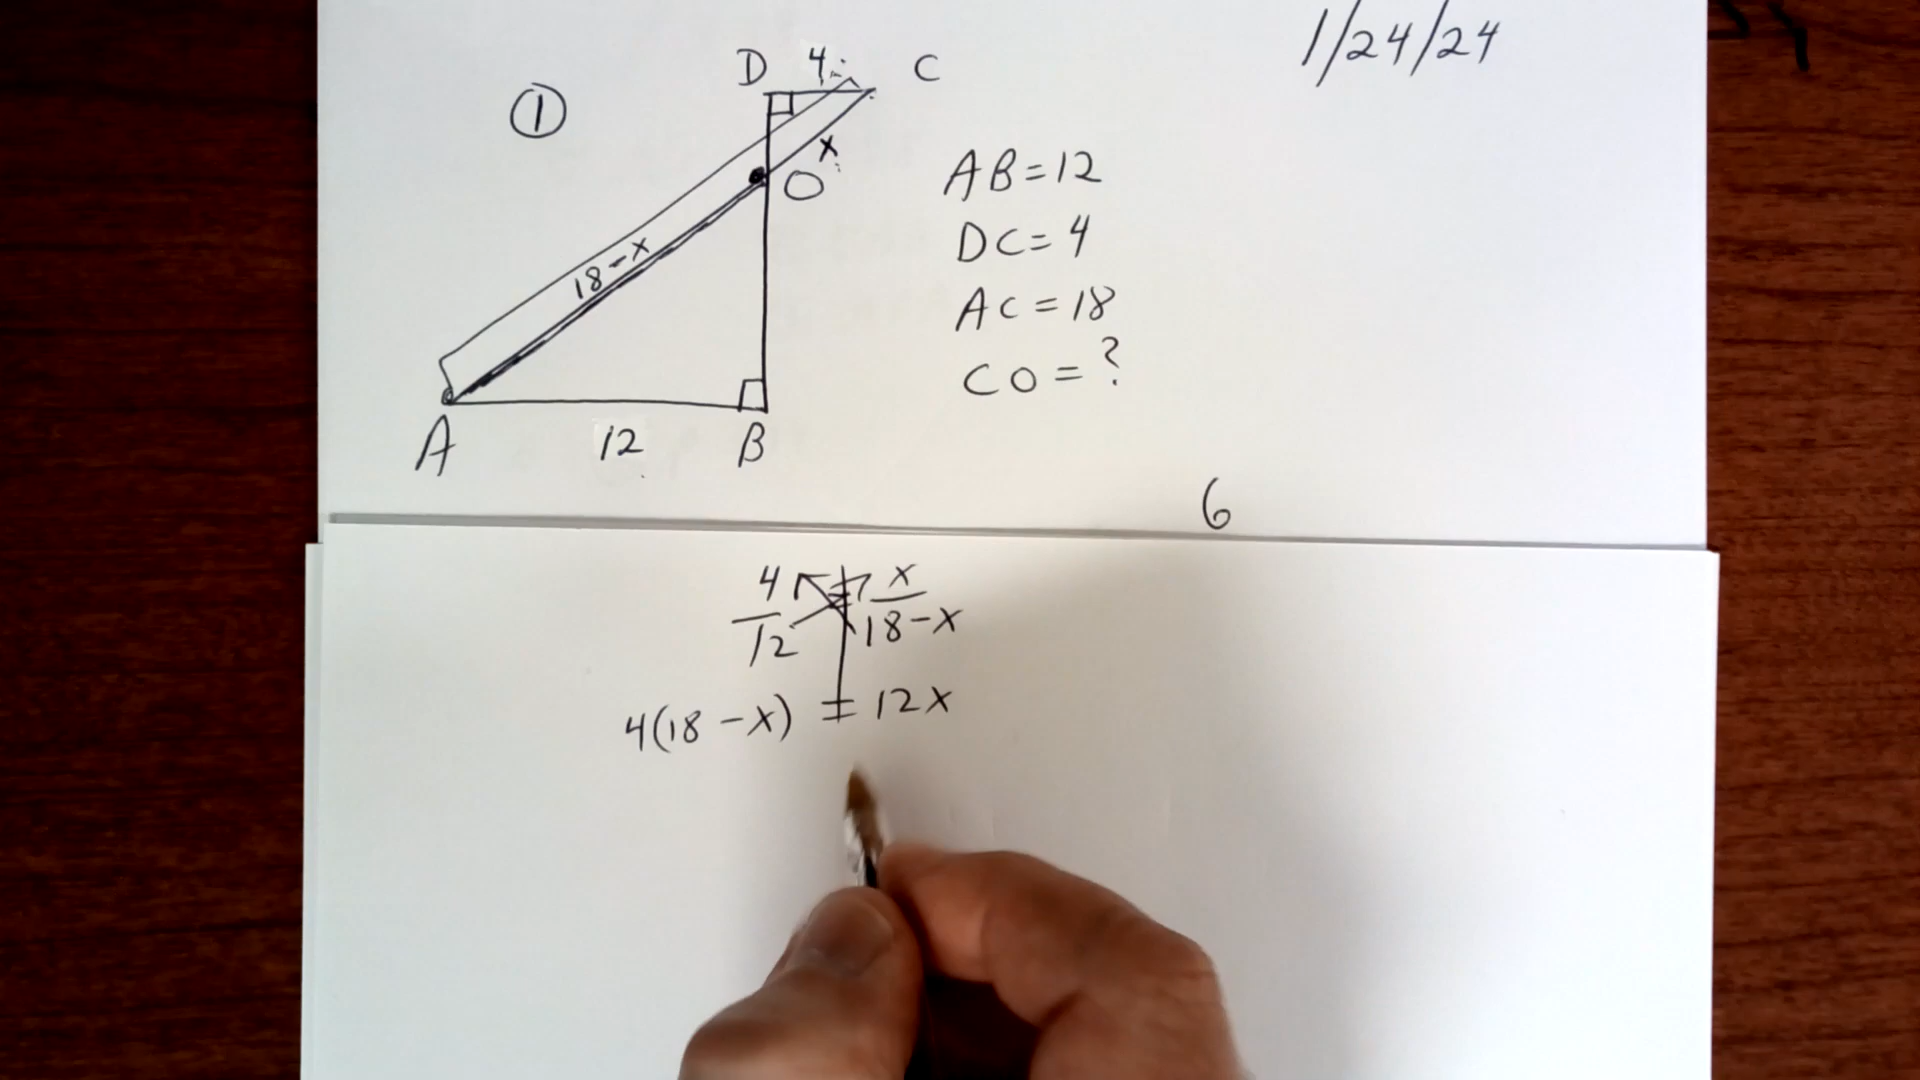 1/24/24
D 4 C
①
x
O
18-x
A 12 B
AB=12
DC=4
AC=18
CO=?
6
4/12 = x/18-x
4(18-x) = 12x